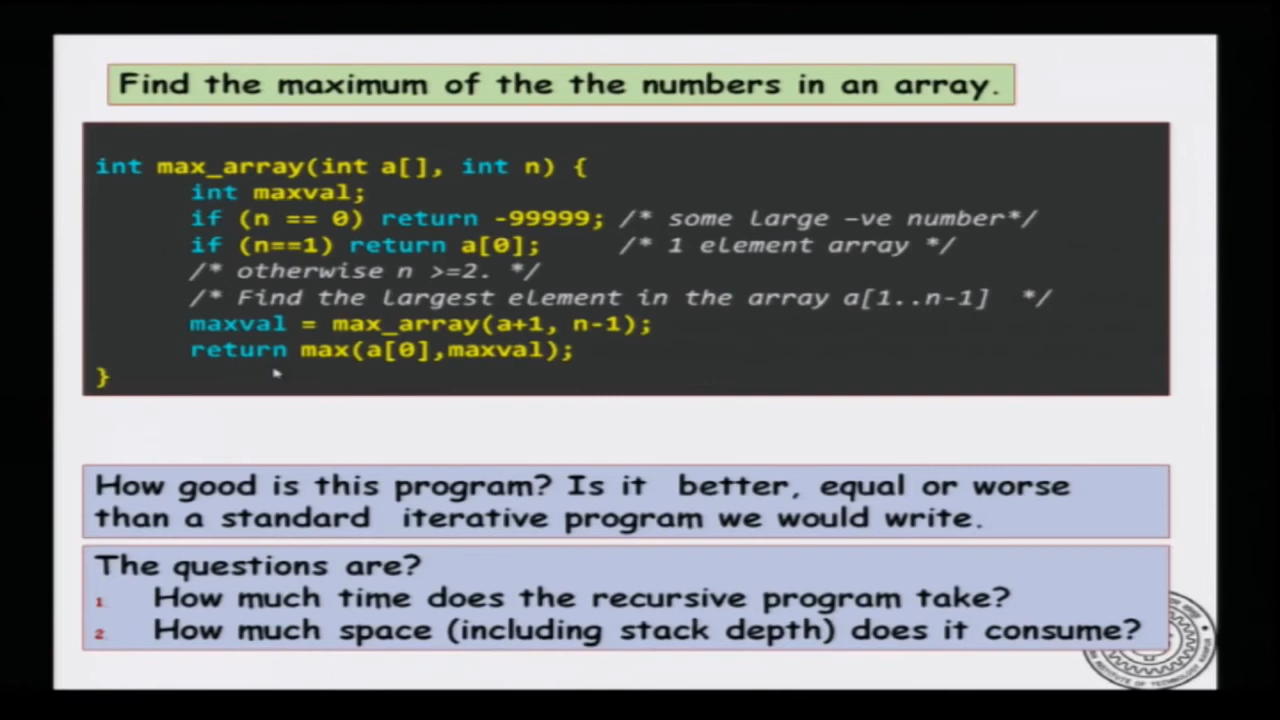 Find the maximum of the the numbers in an array.
int max_array(int a[], int n) {
int maxval;
if (n == 0) return -99999; /* some large –ve number*/
if (n==1) return a[0]; /* 1 element array */
/* otherwise n >=2. */
/* Find the largest element in the array a[1..n-1] */
maxval = max_array(a+1, n-1);
return max(a[0],maxval);
}
How good is this program? Is it better, equal or worse
than a standard iterative program we would write.
The questions are?
1. How much time does the recursive program take?
2. How much space (including stack depth) does it consume?